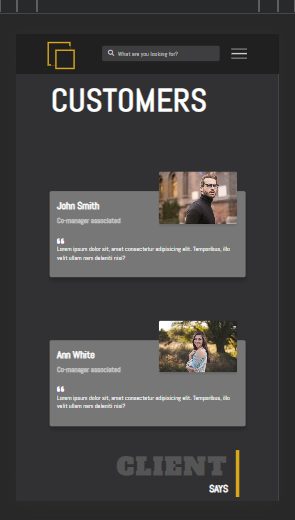 What are you looking for?
CUSTOMERS
John Smith
Co-manager associated
❝
Lorem ipsum dolor sit, amet consectetur adipisicing elit. Temporibus, illo
velit ullam nam deleniti nisi?
Ann White
Co-manager associated
❝
Lorem ipsum dolor sit, amet consectetur adipisicing elit. Temporibus, illo
velit ullam nam deleniti nisi?
CLIENT
SAYS